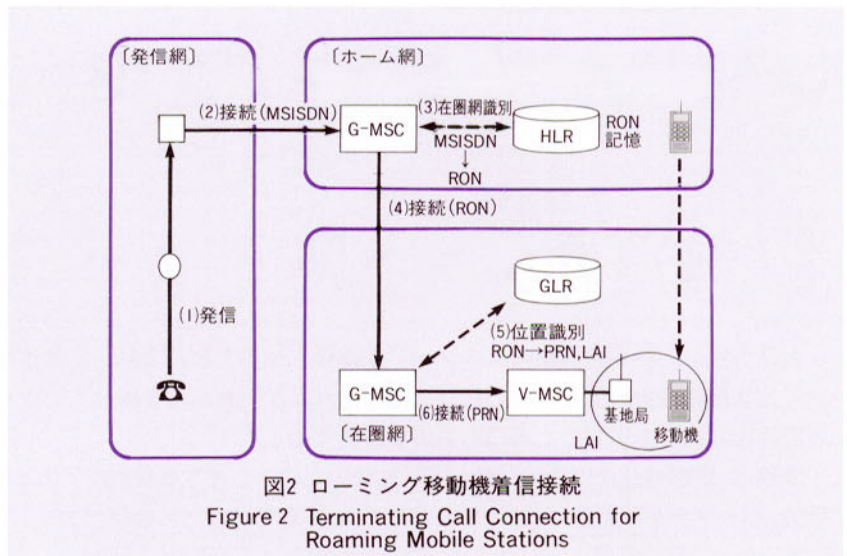 〔発信網〕
〔ホーム網〕
(2)接続(MSISDN)
G-MSC
(3)在圏網識別
MSISDN
↓
RON
HLR
RON
記憶
(4)接続(RON)
(1)発信
GLR
(5)位置識別
RON→PRN,LAI
G-MSC
(6)接続(PRN)
V-MSC
基地局
移動機
LAI
〔在圏網〕
図2 ローミング移動機着信接続
Figure 2 Terminating Call Connection for
Roaming Mobile Stations